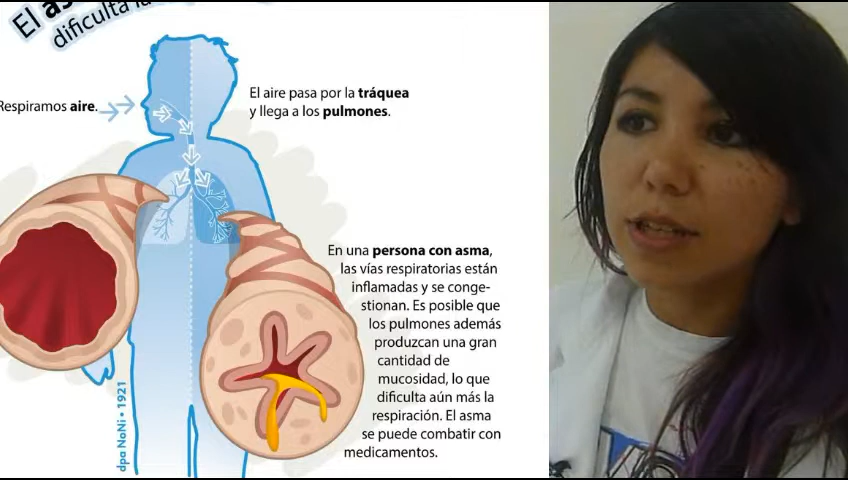 El as
dificulta la
Respiramos aire.
El aire pasa por la tráquea
y llega a los pulmones.
En una persona con asma,
las vías respiratorias están
inflamadas y se conge-
stionan. Es posible que
los pulmones además
produzcan una gran
cantidad de
mucosidad, lo que
dificulta aún más la
respiración. El asma
se puede combatir con
medicamentos.
dpa NoNi • 1921